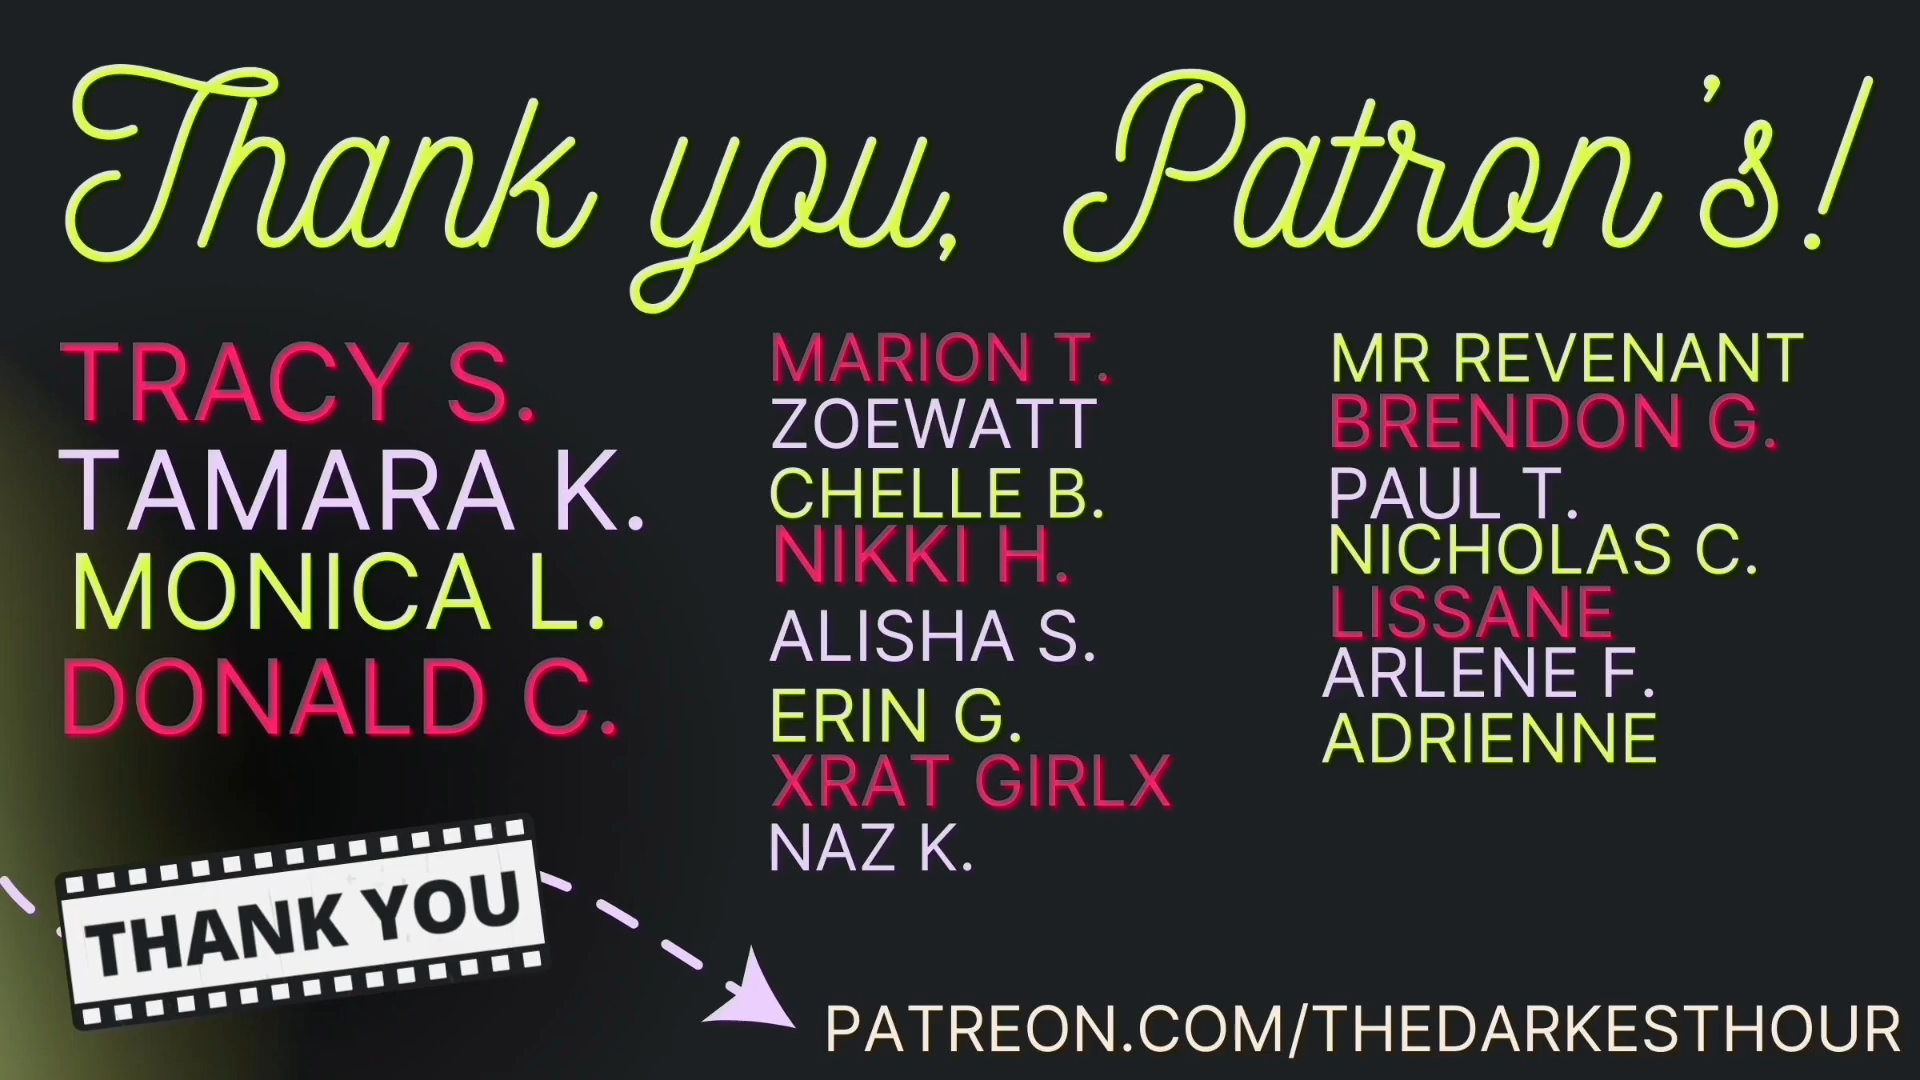 Thank you, Patron's!
TRACY S.
TAMARA K.
MONICA L.
DONALD C.
MARION T.
ZOEWATT
CHELLE B.
NIKKI H.
ALISHA S.
ERIN G.
XRAT GIRLX
NAZ K.
MR REVENANT
BRENDON G.
PAUL T.
NICHOLAS C.
LISSANE
ARLENE F.
ADRIENNE
THANK YOU
PATREON.COM/THEDARKESTHOUR